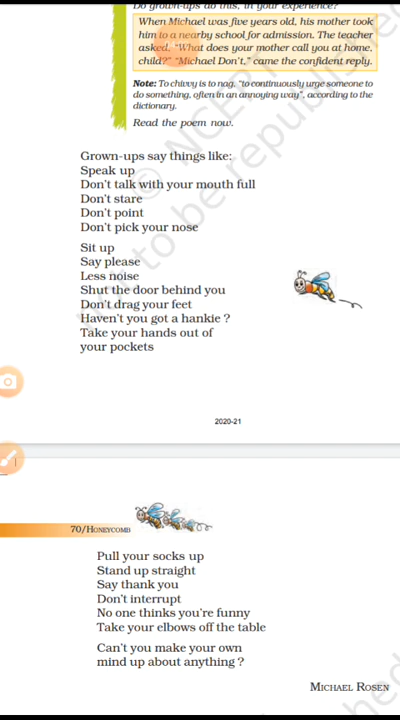 Do grown-ups do this, in your experience?
When Michael was five years old, his mother took
him to a nearby school for admission. The teacher
asked, "What does your mother call you at home,
child?" "Michael Don't," came the confident reply.
Note: To chivvy is to nag, "to continuously urge someone to
do something, often in an annoying way", according to the
dictionary.
Read the poem now.
Grown-ups say things like:
Speak up
Don't talk with your mouth full
Don't stare
Don't point
Don't pick your nose
Sit up
Say please
Less noise
Shut the door behind you
Don't drag your feet
Haven't you got a hankie ?
Take your hands out of
your pockets
2020-21
70/HONEYCOMB
Pull your socks up
Stand up straight
Say thank you
Don't interrupt
No one thinks you're funny
Take your elbows off the table
Can't you make your own
mind up about anything ?
MICHAEL ROSEN
© NCERT
not to be republished